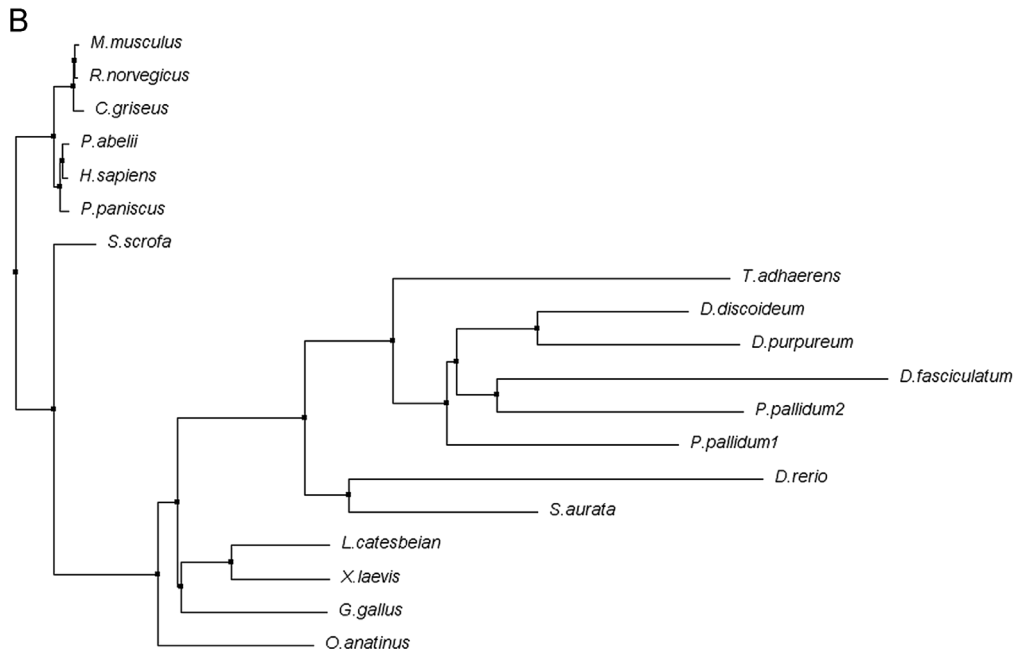 B
M.musculus
R.norvegicus
C.griseus
P.abelii
H.sapiens
P.paniscus
S.scrofa
T.adhaerens
D.discoideum
D.purpureum
D.fasciculatum
P.pallidum2
P.pallidum1
D.rerio
S.aurata
L.catesbeian
X.laevis
G.gallus
O.anatinus